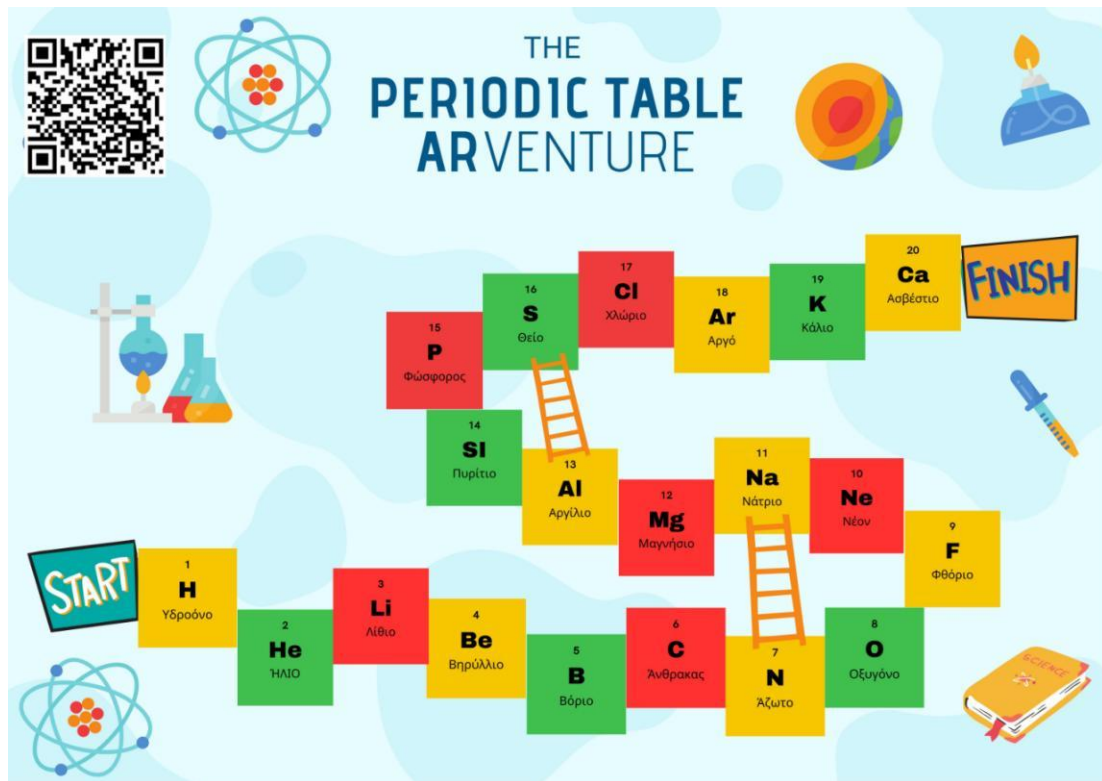 THE
PERIODIC TABLE
ARVENTURE
START
1
H
Υδροόνο
2
He
ΉΛΙΟ
3
Li
Λίθιο
4
Be
Βηρύλλιο
5
B
Βόριο
6
C
Άνθρακας
7
N
Άζωτο
8
O
Οξυγόνο
9
F
Φθόριο
10
Ne
Νέον
11
Na
Νάτριο
12
Mg
Μαγνήσιο
13
Al
Αργίλιο
14
SI
Πυρίτιο
15
P
Φώσφορος
16
S
Θείο
17
Cl
Χλώριο
18
Ar
Αργό
19
K
Κάλιο
20
Ca
Ασβέστιο
FINISH
SCIENCE